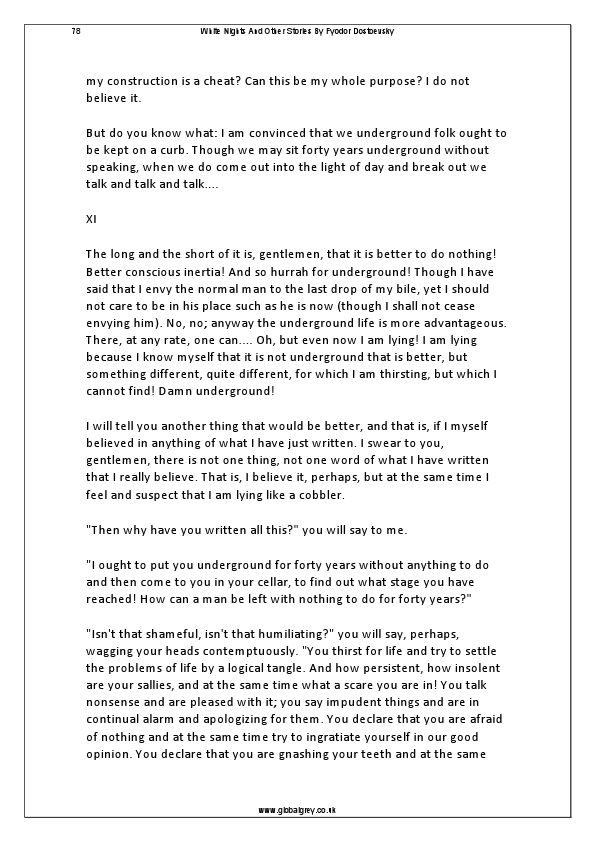 78 White Nights And Other Stories By Fyodor Dostoevsky
my construction is a cheat? Can this be my whole purpose? I do not
believe it.
But do you know what: I am convinced that we underground folk ought to
be kept on a curb. Though we may sit forty years underground without
speaking, when we do come out into the light of day and break out we
talk and talk and talk....
XI
The long and the short of it is, gentlemen, that it is better to do nothing!
Better conscious inertia! And so hurrah for underground! Though I have
said that I envy the normal man to the last drop of my bile, yet I should
not care to be in his place such as he is now (though I shall not cease
envying him). No, no; anyway the underground life is more advantageous.
There, at any rate, one can.... Oh, but even now I am lying! I am lying
because I know myself that it is not underground that is better, but
something different, quite different, for which I am thirsting, but which I
cannot find! Damn underground!
I will tell you another thing that would be better, and that is, if I myself
believed in anything of what I have just written. I swear to you,
gentlemen, there is not one thing, not one word of what I have written
that I really believe. That is, I believe it, perhaps, but at the same time I
feel and suspect that I am lying like a cobbler.
"Then why have you written all this?" you will say to me.
"I ought to put you underground for forty years without anything to do
and then come to you in your cellar, to find out what stage you have
reached! How can a man be left with nothing to do for forty years?"
"Isn't that shameful, isn't that humiliating?" you will say, perhaps,
wagging your heads contemptuously. "You thirst for life and try to settle
the problems of life by a logical tangle. And how persistent, how insolent
are your sallies, and at the same time what a scare you are in! You talk
nonsense and are pleased with it; you say impudent things and are in
continual alarm and apologizing for them. You declare that you are afraid
of nothing and at the same time try to ingratiate yourself in our good
opinion. You declare that you are gnashing your teeth and at the same
www.globalgrey.co.uk